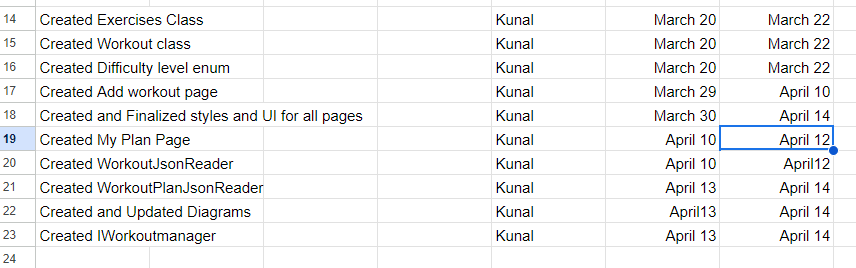 14 Created Exercises Class Kunal March 20 March 22
15 Created Workout class Kunal March 20 March 22
16 Created Difficulty level enum Kunal March 20 March 22
17 Created Add workout page Kunal March 29 April 10
18 Created and Finalized styles and UI for all pages Kunal March 30 April 14
19 Created My Plan Page Kunal April 10 April 12
20 Created WorkoutJsonReader Kunal April 10 April12
21 Created WorkoutPlanJsonReader Kunal April 13 April 14
22 Created and Updated Diagrams Kunal April13 April 14
23 Created IWorkoutmanager Kunal April 13 April 14
24